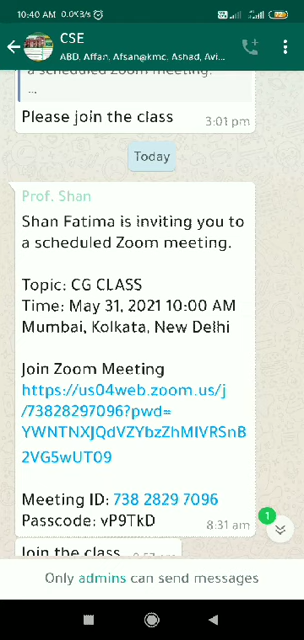 10:40 AM 0.0KB/s
CSE
ABD, Affan, Afsan@kmc, Ashad, Avi...
a scheduled Zoom meeting.
...
Please join the class
3:01 pm
Today
Prof. Shan
Shan Fatima is inviting you to
a scheduled Zoom meeting.
Topic: CG CLASS
Time: May 31, 2021 10:00 AM
Mumbai, Kolkata, New Delhi
Join Zoom Meeting
https://us04web.zoom.us/j
/73828297096?pwd=
YWNTNXJQdVZYbzZhMlVRSnB
2VG5wUT09
Meeting ID: 738 2829 7096
Passcode: vP9TkD
8:31 am
1
Join the class
Only admins can send messages